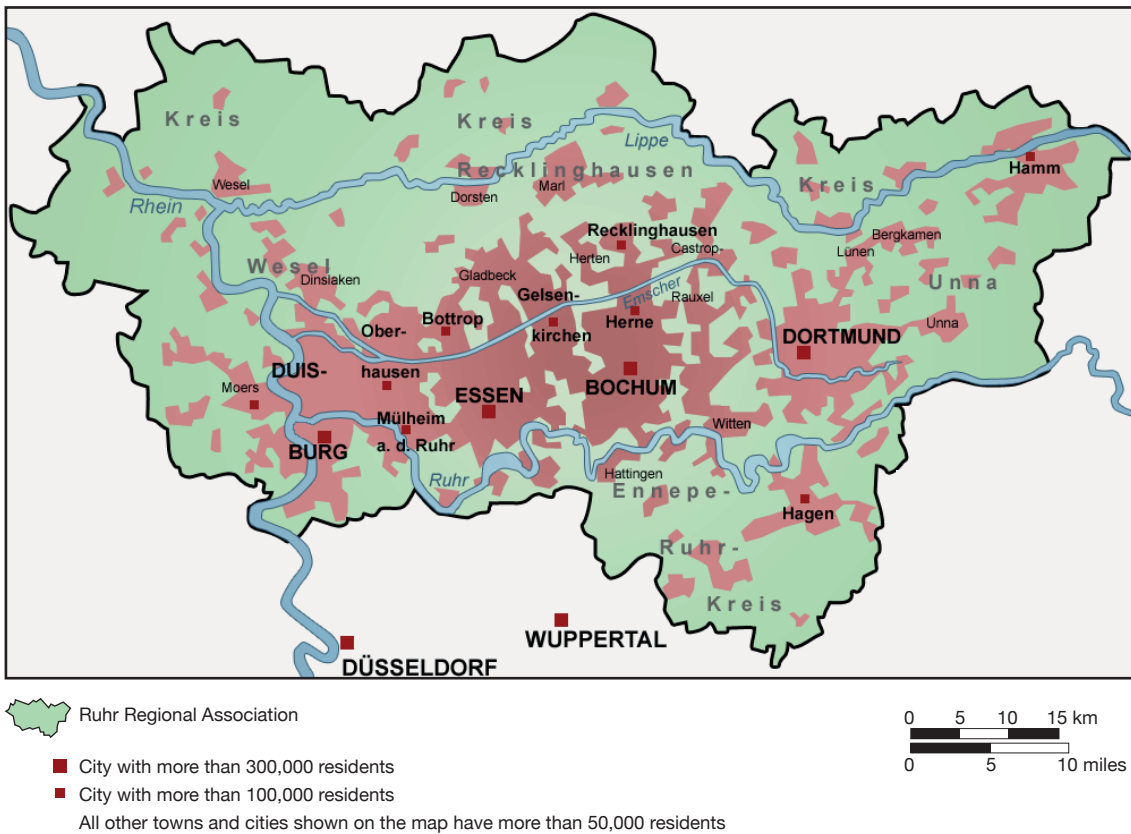 Kreis
Kreis
Lippe
Recklinghausen
Hamm
Kreis
Wesel
Dorsten
Marl
Rhein
Recklinghausen
Bergkamen
Castrop-
Lünen
Herten
Wesel
Dinslaken
Gladbeck
Unna
Gelsen-
Emscher
Rauxel
Bottrop
Ober-
kirchen
Herne
Unna
DORTMUND
DUIS-
hausen
Moers
ESSEN
BOCHUM
Mülheim
a. d. Ruhr
Witten
BURG
Ruhr
Hattingen
Ennepe-
Hagen
Ruhr-
Kreis
WUPPERTAL
DÜSSELDORF
Ruhr Regional Association
0 5 10 15 km
0 5 10 miles
City with more than 300,000 residents
City with more than 100,000 residents
All other towns and cities shown on the map have more than 50,000 residents